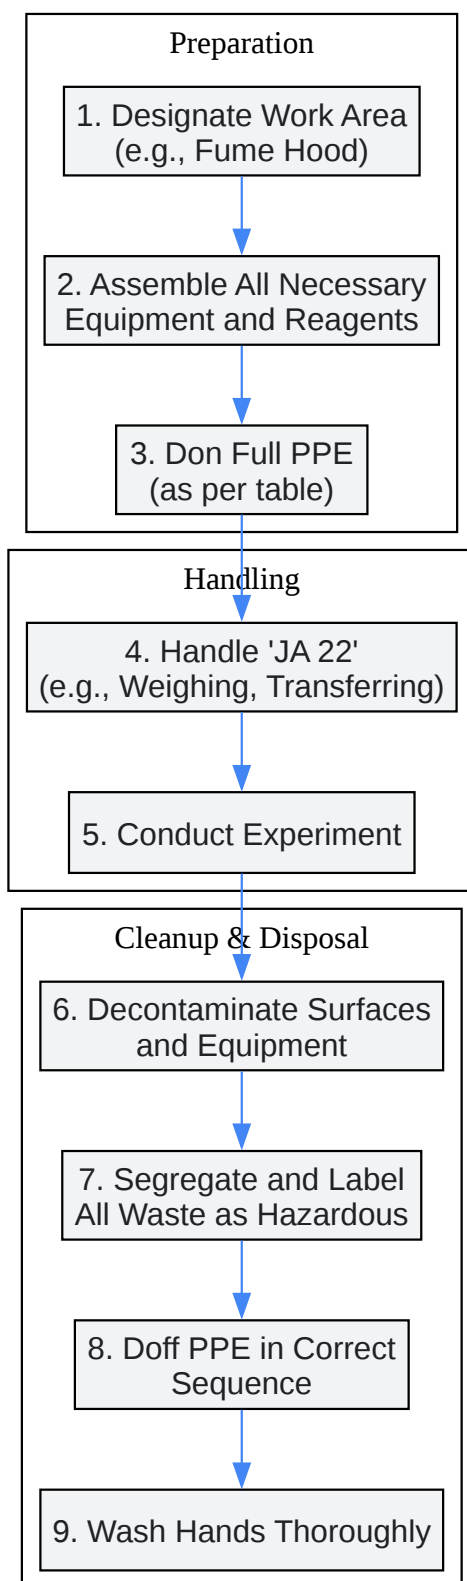 Preparation
1. Designate Work Area
(e.g., Fume Hood)
2. Assemble All Necessary
Equipment and Reagents
3. Don Full PPE
(as per table)
Handling
4. Handle 'JA 22'
(e.g., Weighing, Transferring)
5. Conduct Experiment
Cleanup & Disposal
6. Decontaminate Surfaces
and Equipment
7. Segregate and Label
All Waste as Hazardous
8. Doff PPE in Correct
Sequence
9. Wash Hands Thoroughly